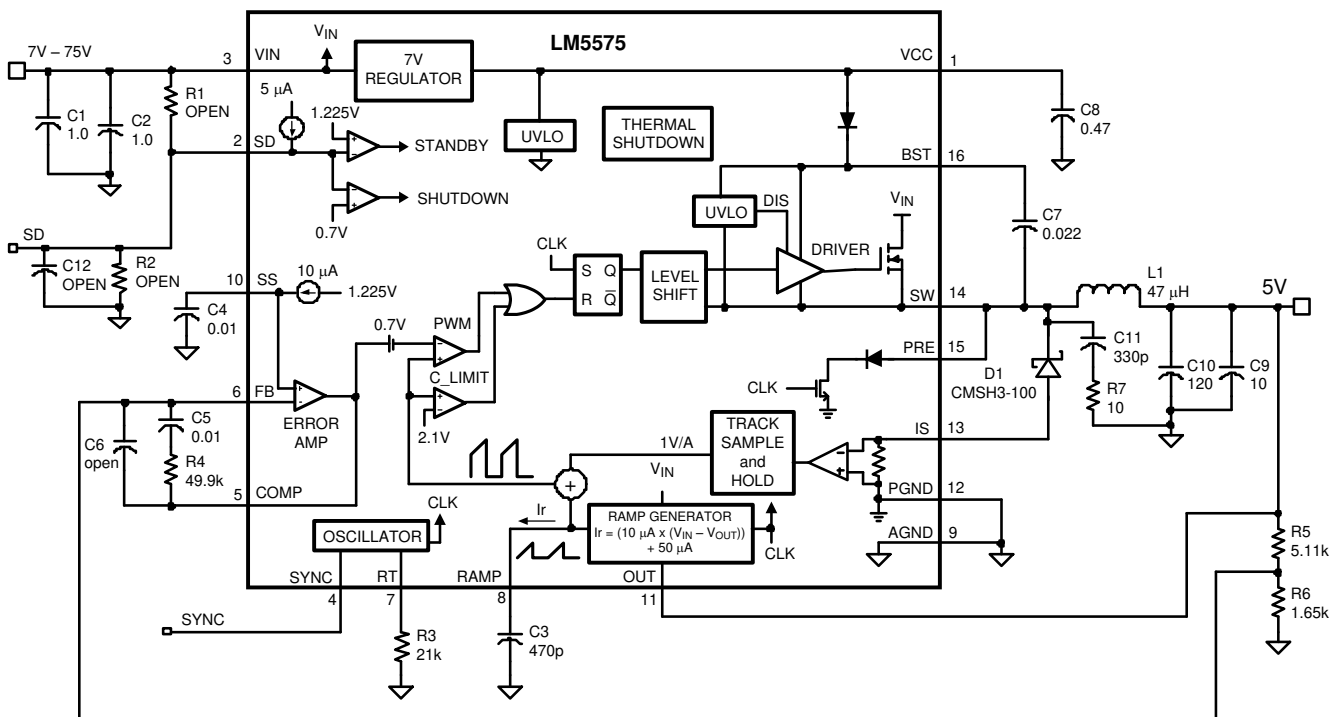 LM5575
7V – 75V
3
VIN
V_IN
7V
REGULATOR
VCC
1
R1
OPEN
5 µA
1.225V
C1
1.0
C2
1.0
2
SD
STANDBY
UVLO
THERMAL
SHUTDOWN
C8
0.47
SHUTDOWN
0.7V
BST
16
UVLO
DIS
V_IN
C7
0.022
SD
C12
OPEN
R2
OPEN
CLK
DRIVER
10
SS
10 µA
1.225V
S Q
R Q̅
LEVEL
SHIFT
SW
14
L1
47 µH
5V
C4
0.01
0.7V
PWM
PRE
15
C11
330p
C10
120
C9
10
C_LIMIT
CLK
D1
CMSH3-100
R7
10
6
FB
ERROR
AMP
2.1V
C5
0.01
C6
open
R4
49.9k
1V/A
TRACK
SAMPLE
and
HOLD
IS
13
5
COMP
V_IN
PGND
12
CLK
Ir
RAMP GENERATOR
Ir = (10 µA x (V_IN – V_OUT))
+ 50 µA
CLK
AGND
9
OSCILLATOR
R5
5.11k
SYNC
4
RT
7
RAMP
8
OUT
11
R6
1.65k
SYNC
R3
21k
C3
470p